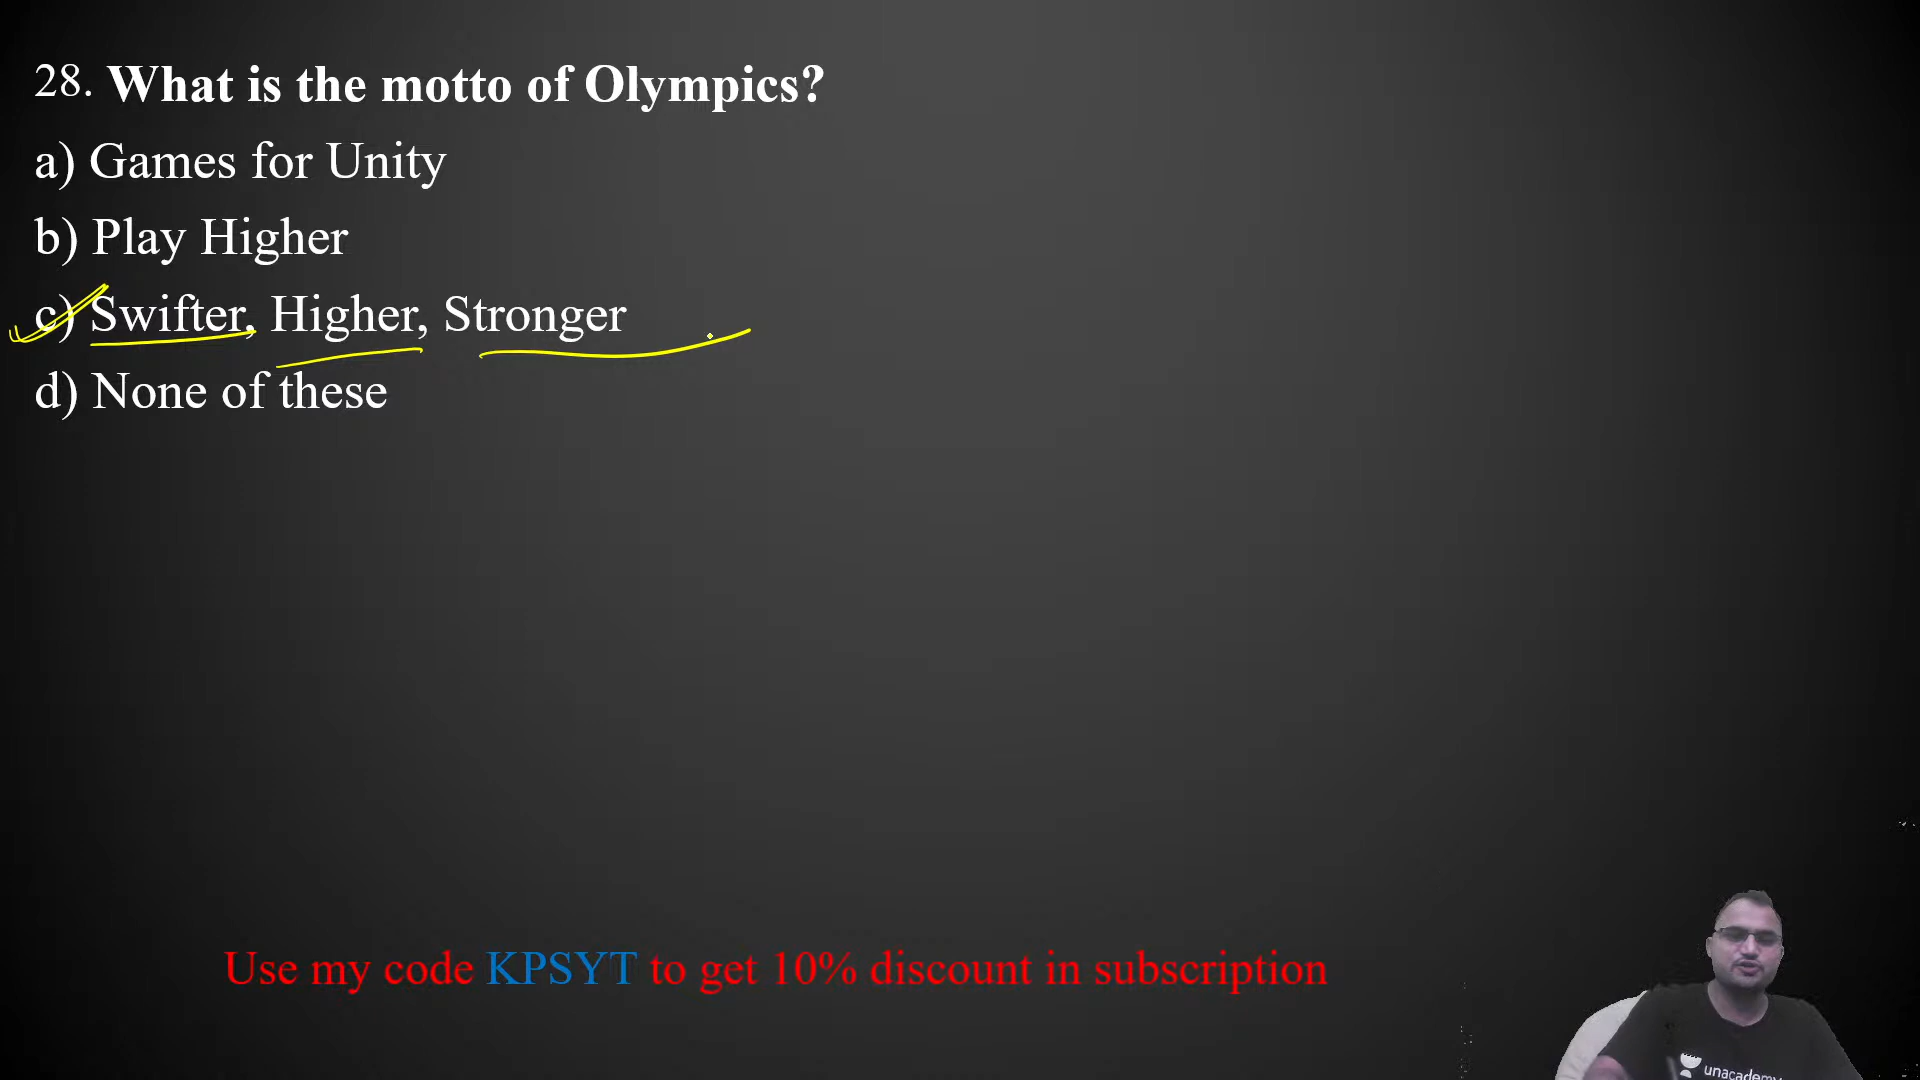 28. What is the motto of Olympics?
a) Games for Unity
b) Play Higher
c) Swifter, Higher, Stronger
d) None of these
Use my code KPSYT to get 10% discount in subscription
unacademy